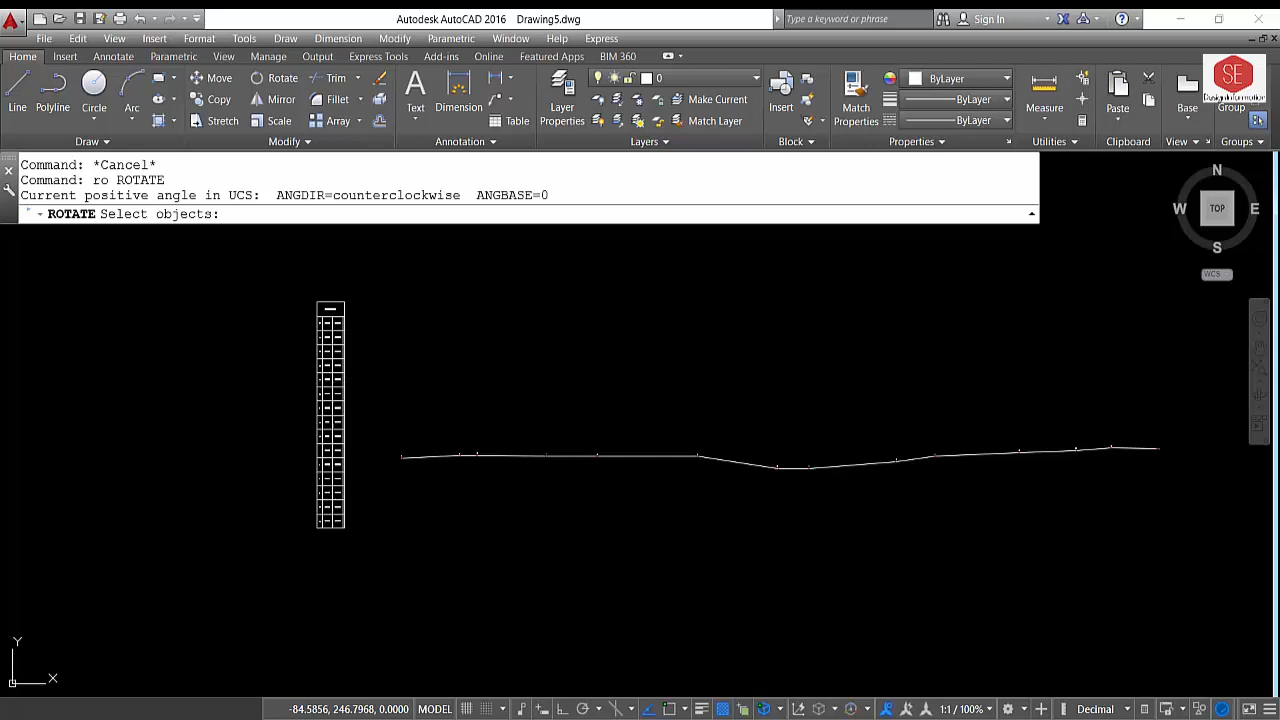 Autodesk AutoCAD 2016 Drawing5.dwg
Type a keyword or phrase
Sign In
File Edit View Insert Format Tools Draw Dimension Modify Parametric Window Help Express
Home Insert Annotate Parametric View Manage Output Express Tools Add-ins Online Featured Apps BIM 360
SE
Design Information
Move Rotate Trim 0 ByLayer
Line Polyline Circle Arc Copy Mirror Fillet Text Dimension Layer Properties Make Current Insert Match Properties ByLayer Measure Paste Base Group
Stretch Scale Array Table Match Layer ByLayer
Draw Modify Annotation Layers Block Properties Utilities Clipboard View Groups
Command: *Cancel*
Command: ro ROTATE
Current positive angle in UCS: ANGDIR=counterclockwise ANGBASE=0
ROTATE Select objects:
N
W TOP E
S
WCS
Y
X
-84.5856, 246.7968, 0.0000 MODEL 1:1 / 100% Decimal